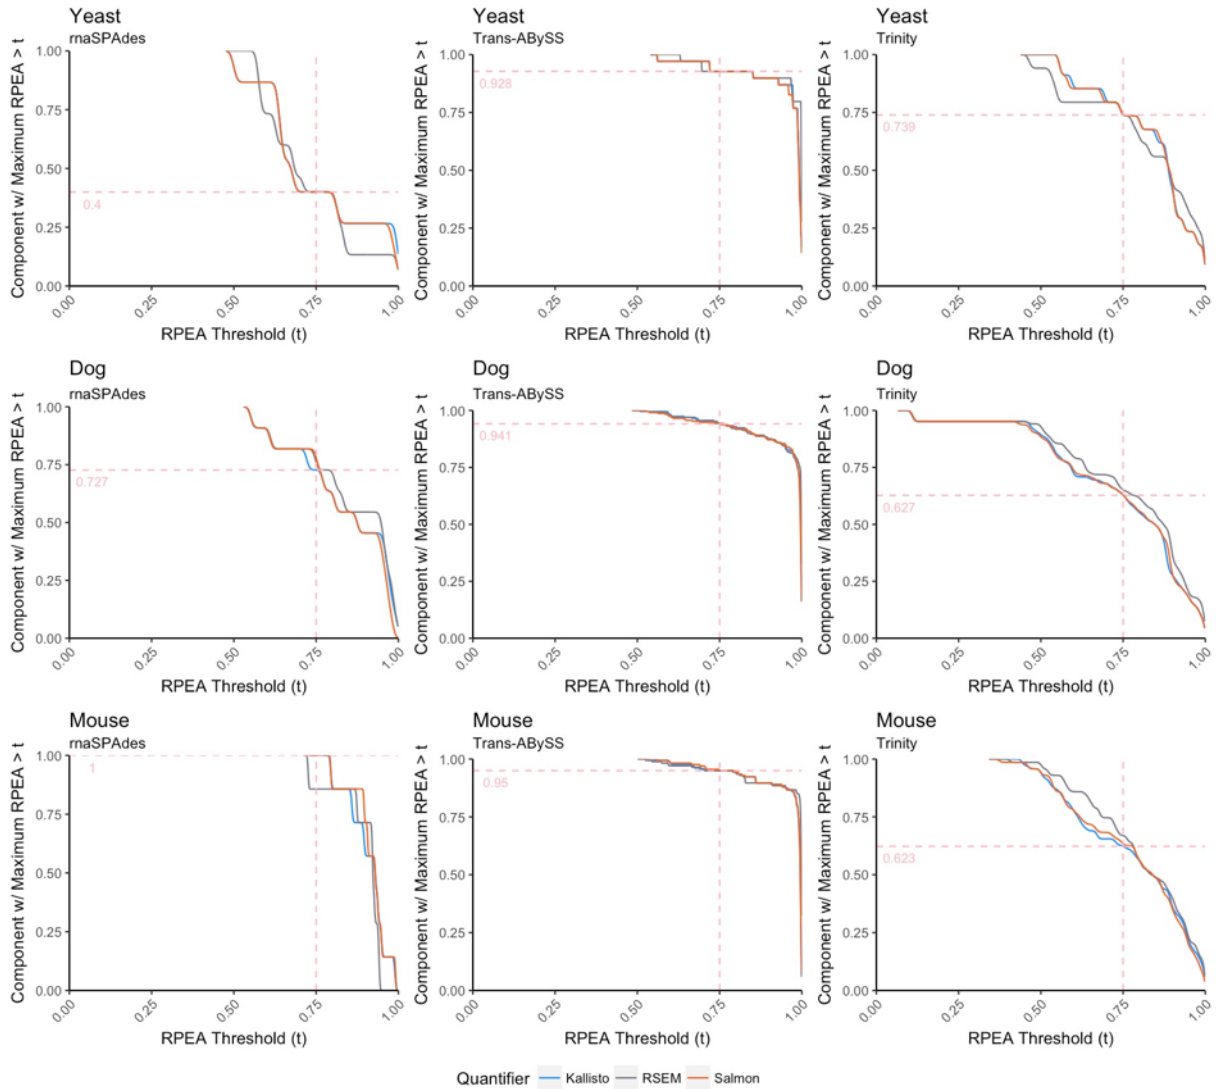 Yeast
rnaSPAdes
Component w/ Maximum RPEA > t
1.00
0.75
0.50
0.25
0.00
0.4
0.00
0.25
0.50
0.75
1.00
RPEA Threshold (t)
Yeast
Trans-ABySS
Component w/ Maximum RPEA > t
1.00
0.75
0.50
0.25
0.00
0.928
0.00
0.25
0.50
0.75
1.00
RPEA Threshold (t)
Yeast
Trinity
Component w/ Maximum RPEA > t
1.00
0.75
0.50
0.25
0.00
0.739
0.00
0.25
0.50
0.75
1.00
RPEA Threshold (t)
Dog
rnaSPAdes
Component w/ Maximum RPEA > t
1.00
0.75
0.50
0.25
0.00
0.727
0.00
0.25
0.50
0.75
1.00
RPEA Threshold (t)
Dog
Trans-ABySS
Component w/ Maximum RPEA > t
1.00
0.75
0.50
0.25
0.00
0.941
0.00
0.25
0.50
0.75
1.00
RPEA Threshold (t)
Dog
Trinity
Component w/ Maximum RPEA > t
1.00
0.75
0.50
0.25
0.00
0.627
0.00
0.25
0.50
0.75
1.00
RPEA Threshold (t)
Mouse
rnaSPAdes
Component w/ Maximum RPEA > t
1.00
0.75
0.50
0.25
0.00
1
0.00
0.25
0.50
0.75
1.00
RPEA Threshold (t)
Mouse
Trans-ABySS
Component w/ Maximum RPEA > t
1.00
0.75
0.50
0.25
0.00
0.95
0.00
0.25
0.50
0.75
1.00
RPEA Threshold (t)
Mouse
Trinity
Component w/ Maximum RPEA > t
1.00
0.75
0.50
0.25
0.00
0.623
0.00
0.25
0.50
0.75
1.00
RPEA Threshold (t)
Quantifier Kallisto RSEM Salmon